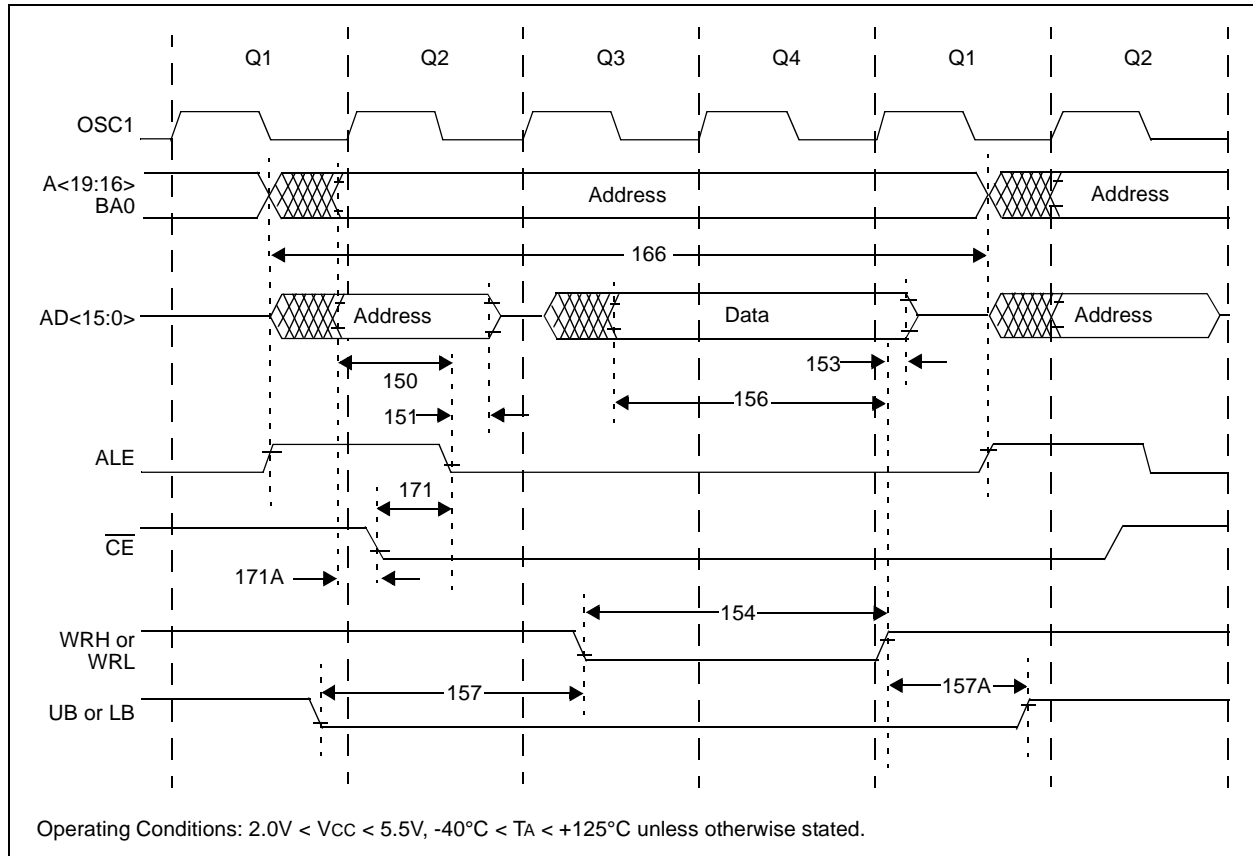 Q1 Q2 Q3 Q4 Q1 Q2
OSC1
A<19:16>
BA0
Address
Address
166
AD<15:0>
Address
Data
Address
150
153
151
156
ALE
171
CE
171A
154
WRH or
WRL
157
157A
UB or LB
Operating Conditions: 2.0V < VCC < 5.5V, -40°C < TA < +125°C unless otherwise stated.